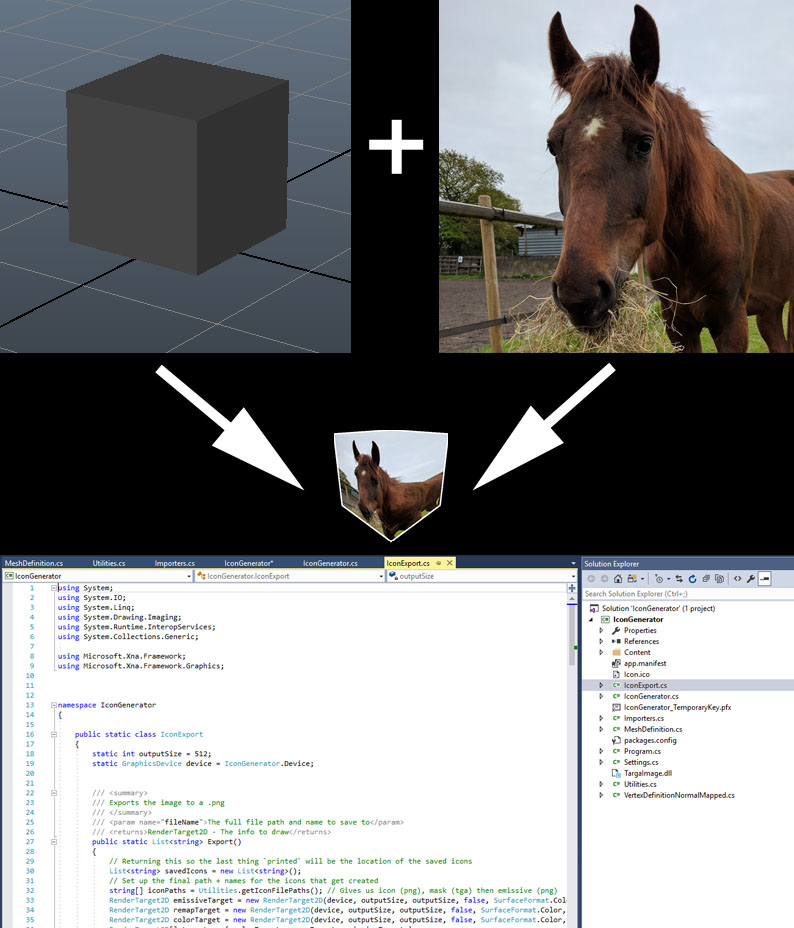 MeshDefinition.cs Utilities.cs Importers.cs IconGenerator* IconGenerator.cs IconExport.cs
IconGenerator IconGenerator.IconExport outputSize
1 using System;
2 using System.IO;
3 using System.Linq;
4 using System.Drawing.Imaging;
5 using System.Runtime.InteropServices;
6 using System.Collections.Generic;
7
8 using Microsoft.Xna.Framework;
9 using Microsoft.Xna.Framework.Graphics;
10
11
12
13 namespace IconGenerator
14 {
15
16 public static class IconExport
17 {
18 static int outputSize = 512;
19 static GraphicsDevice device = IconGenerator.Device;
20
21
22 /// <summary>
23 /// Exports the image to a .png
24 /// </summary>
25 /// <param name="fileName">The full file path and name to save to</param>
26 /// <returns>RenderTarget2D - The info to draw</returns>
27 public static List<string> Export()
28 {
29 // Returning this so the last thing `printed` will be the location of the saved icons
30 List<string> savedIcons = new List<string>();
31 // Set up the final path + names for the icons that get created
32 string[] iconPaths = Utilities.getIconFilePaths(); // Gives us icon (png), mask (tga) then emissive (png)
33 RenderTarget2D emissiveTarget = new RenderTarget2D(device, outputSize, outputSize, false, SurfaceFormat.Col
34 RenderTarget2D remapTarget = new RenderTarget2D(device, outputSize, outputSize, false, SurfaceFormat.Color,
35 RenderTarget2D colorTarget = new RenderTarget2D(device, outputSize, outputSize, false, SurfaceFormat.Color,
Solution Explorer
Search Solution Explorer (Ctrl+;)
Solution 'IconGenerator' (1 project)
IconGenerator
Properties
References
Content
app.manifest
Icon.ico
IconExport.cs
IconGenerator.cs
IconGenerator_TemporaryKey.pfx
Importers.cs
MeshDefinition.cs
packages.config
Program.cs
Settings.cs
TargaImage.dll
Utilities.cs
VertexDefinitionNormalMapped.cs